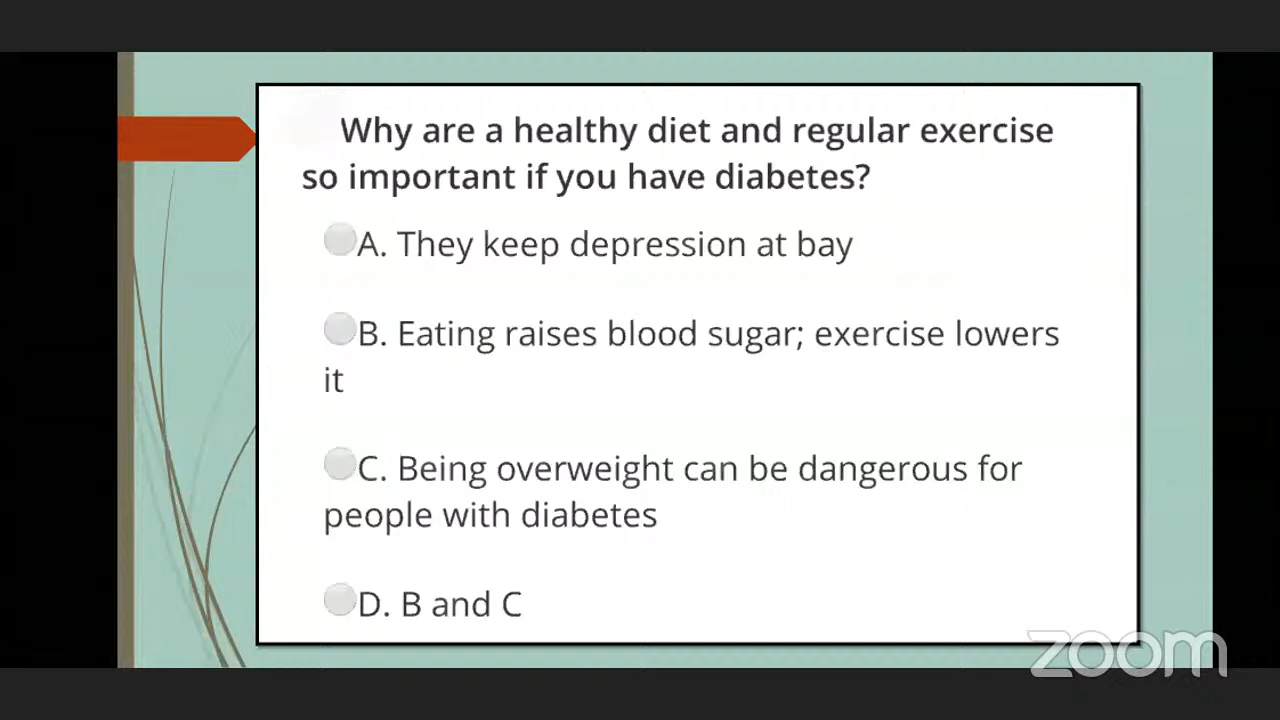 Why are a healthy diet and regular exercise
so important if you have diabetes?
A. They keep depression at bay
B. Eating raises blood sugar; exercise lowers
it
C. Being overweight can be dangerous for
people with diabetes
D. B and C
zoom